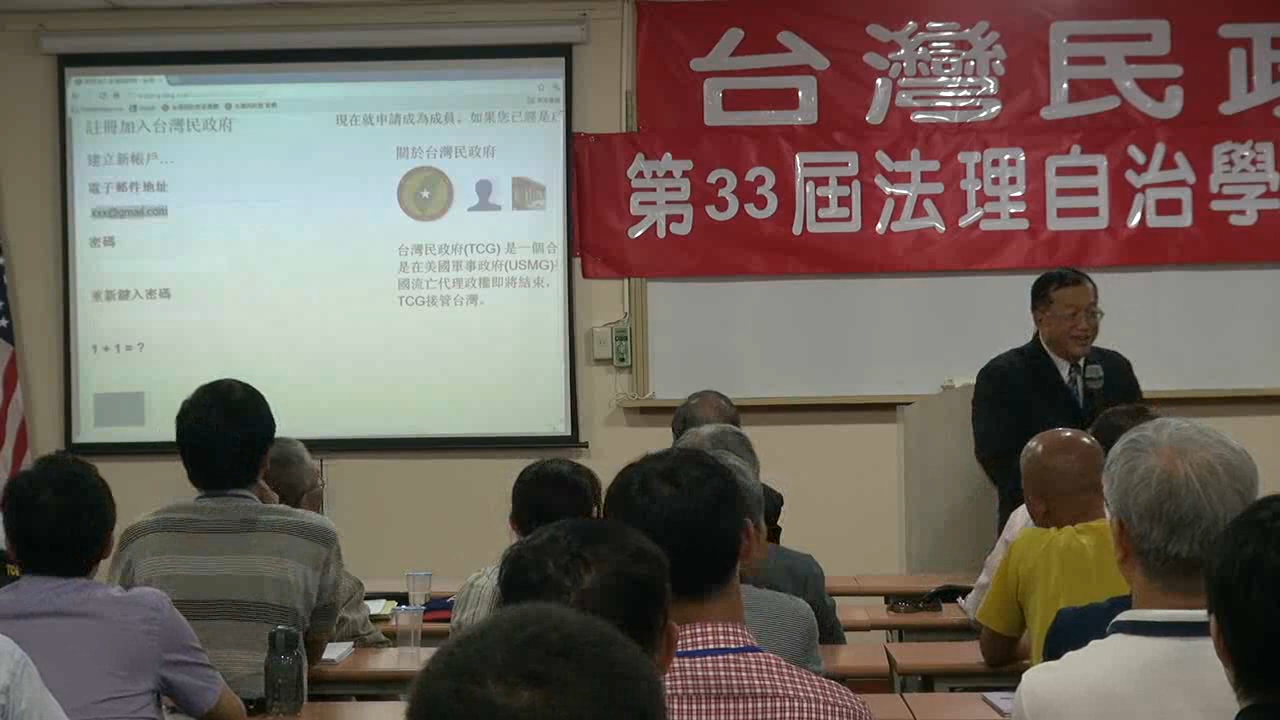 台灣民政
第33屆法理自治學
註冊加入台灣民政府
現在就申請成為成員。如果您已經是
建立新帳戶...
關於台灣民政府
電子郵件地址
xxx@gmail.com
密碼
重新鍵入密碼
1 + 1 = ?
台灣民政府(TCG) 是一個合
是在美國軍事政府(USMG)
國流亡代理政權即將結束，
TCG接管台灣。